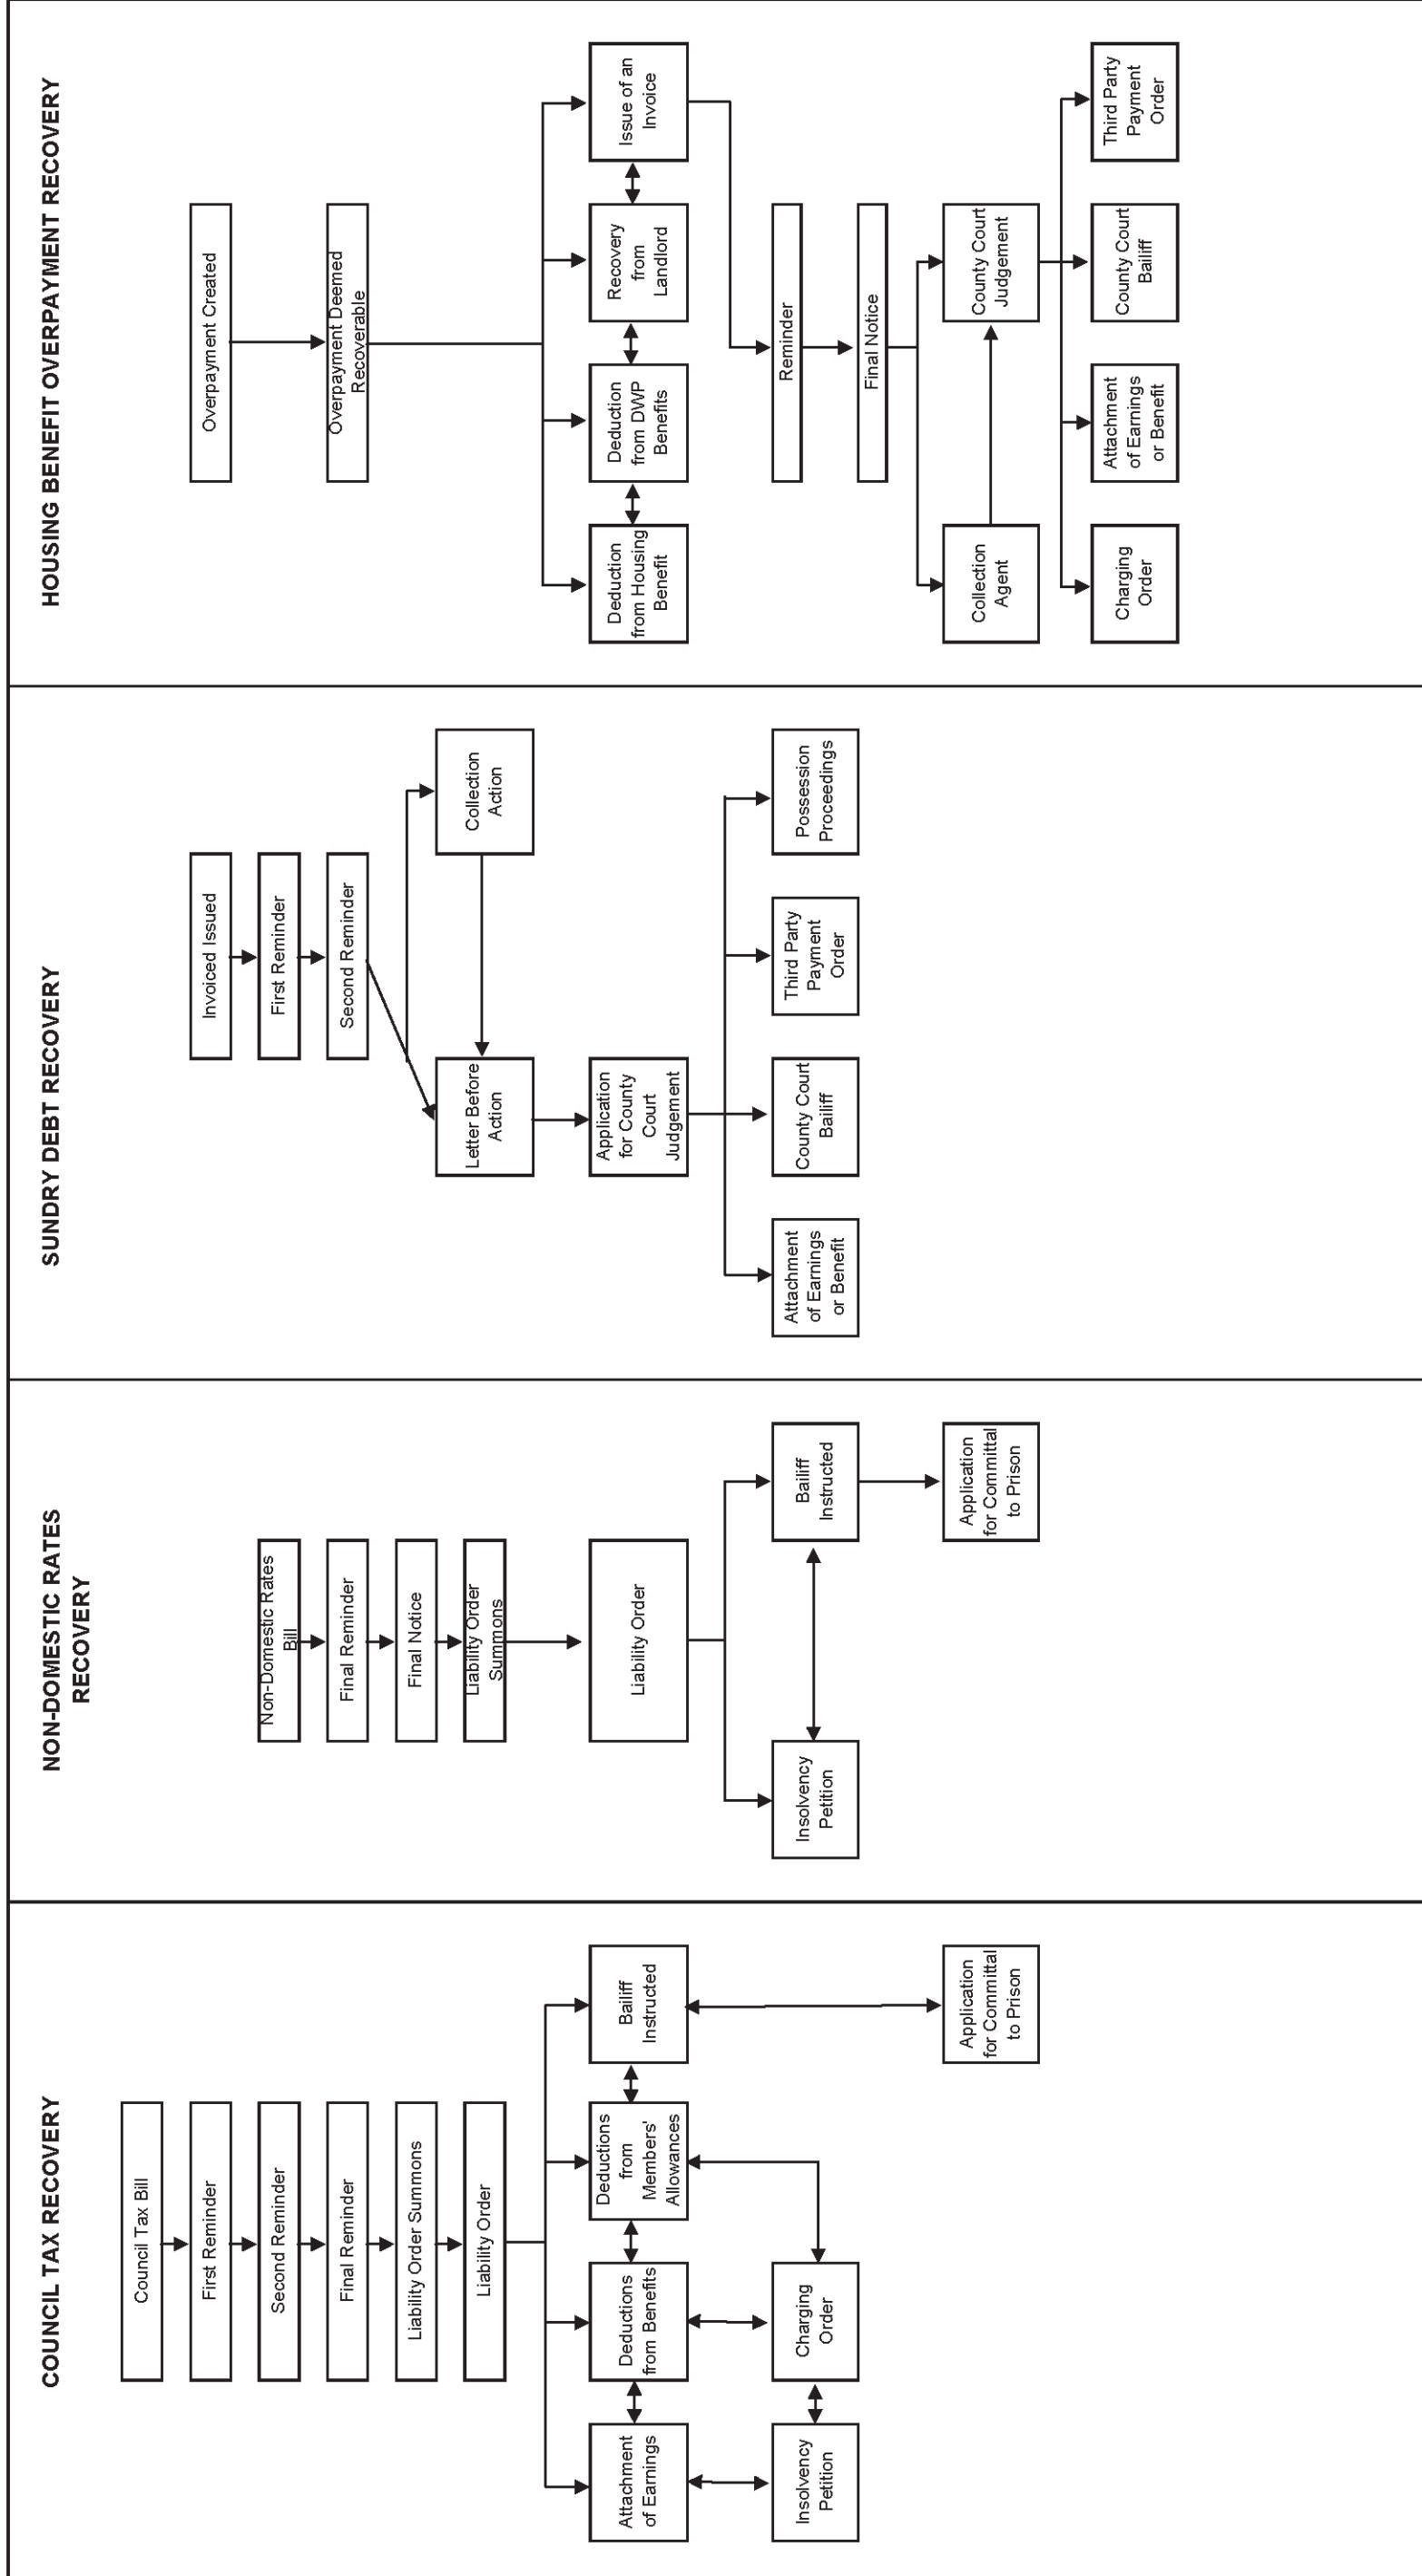 COUNCIL TAX RECOVERY
Council Tax Bill
First Reminder
Second Reminder
Final Reminder
Liability Order Summons
Liability Order
Attachment
of Earnings
Deductions
from Benefits
Deductions
from
Members'
Allowances
Bailiff
Instructed
Insolvency
Petition
Charging
Order
Application
for Committal
to Prison
NON-DOMESTIC RATES
RECOVERY
Non-Domestic Rates
Bill
Final Reminder
Final Notice
Liability Order
Summons
Liability Order
Insolvency
Petition
Bailiff
Instructed
Application
for Committal
to Prison
SUNDRY DEBT RECOVERY
Invoiced Issued
First Reminder
Second Reminder
Letter Before
Action
Collection
Action
Application
for County
Court
Judgement
Attachment
of Earnings
or Benefit
County Court
Bailiff
Third Party
Payment
Order
Possession
Proceedings
HOUSING BENEFIT OVERPAYMENT RECOVERY
Overpayment Created
Overpayment Deemed
Recoverable
Deduction
from Housing
Benefit
Deduction
from DWP
Benefits
Recovery
from
Landlord
Issue of an
Invoice
Reminder
Final Notice
Collection
Agent
County Court
Judgement
Charging
Order
Attachment
of Earnings
or Benefit
County Court
Bailiff
Third Party
Payment
Order